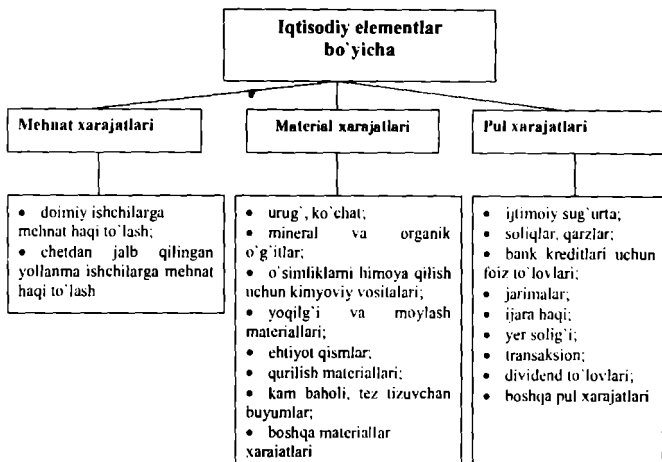 Iqtisodiy elementlar
bo`yicha
Mehnat xarajatlari
Material xarajatlari
Pul xarajatlari
• doimiy ishchilarga
mehnat haqi to`lash;
• chetdan jalb qilingan
yollanma ishchilarga mehnat
haqi to`lash
• urug`, ko`chat;
• mineral va organik
o`g`itlar;
• o`simliklarni himoya qilish
uchun kimyoviy vositalari;
• yoqilg`i va moylash
materiallari;
• ehtiyot qismlar;
• qurilish materiallari;
• kam baholi, tez tizuvchan
buyumlar;
• boshqa materiallar
xarajatlari
• ijtimoiy sug`urta;
• soliqlar, qarzlar;
• bank kreditlari uchun
foiz to`lovlari;
• jarimalar;
• ijara haqi;
• yer solig`i;
• transaksion;
• dividend to`lovlari;
• boshqa pul xarajatlari